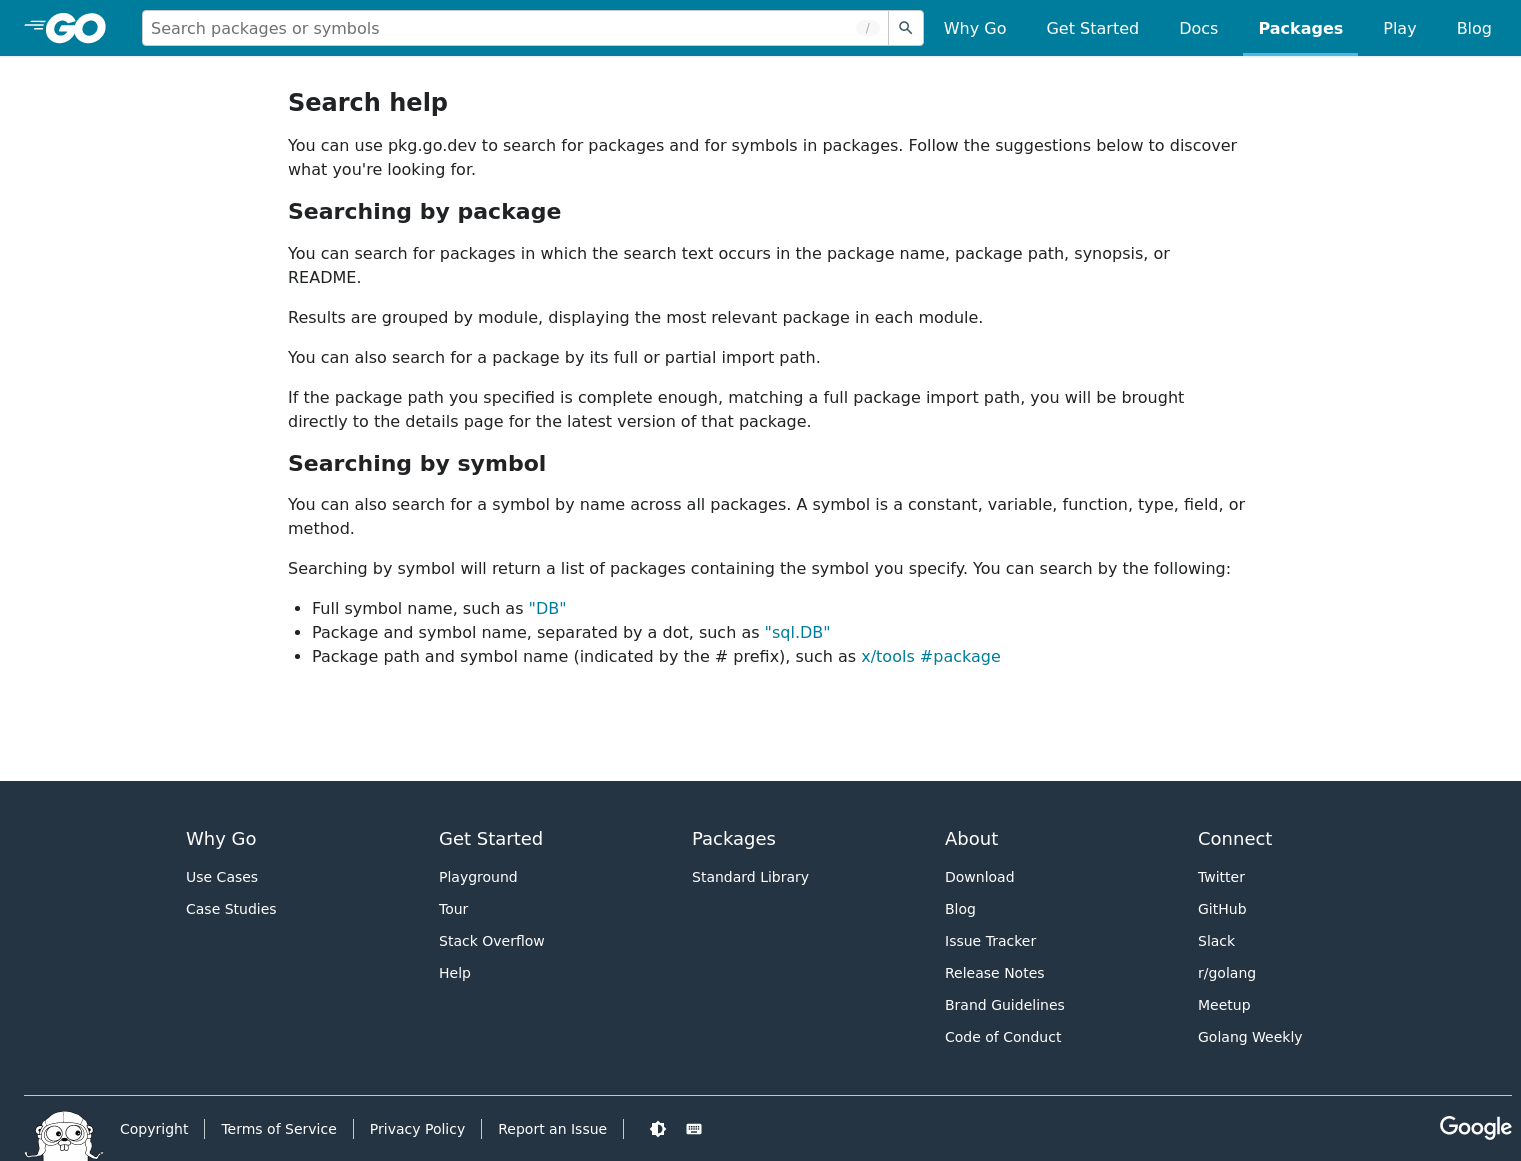 GO
Search packages or symbols
/
Why Go
Get Started
Docs
Packages
Play
Blog
Search help
You can use pkg.go.dev to search for packages and for symbols in packages. Follow the suggestions below to discover
what you're looking for.
Searching by package
You can search for packages in which the search text occurs in the package name, package path, synopsis, or
README.
Results are grouped by module, displaying the most relevant package in each module.
You can also search for a package by its full or partial import path.
If the package path you specified is complete enough, matching a full package import path, you will be brought
directly to the details page for the latest version of that package.
Searching by symbol
You can also search for a symbol by name across all packages. A symbol is a constant, variable, function, type, field, or
method.
Searching by symbol will return a list of packages containing the symbol you specify. You can search by the following:
• Full symbol name, such as "DB"
• Package and symbol name, separated by a dot, such as "sql.DB"
• Package path and symbol name (indicated by the # prefix), such as x/tools #package
Why Go
Use Cases
Case Studies
Get Started
Playground
Tour
Stack Overflow
Help
Packages
Standard Library
About
Download
Blog
Issue Tracker
Release Notes
Brand Guidelines
Code of Conduct
Connect
Twitter
GitHub
Slack
r/golang
Meetup
Golang Weekly
Copyright
Terms of Service
Privacy Policy
Report an Issue
Google